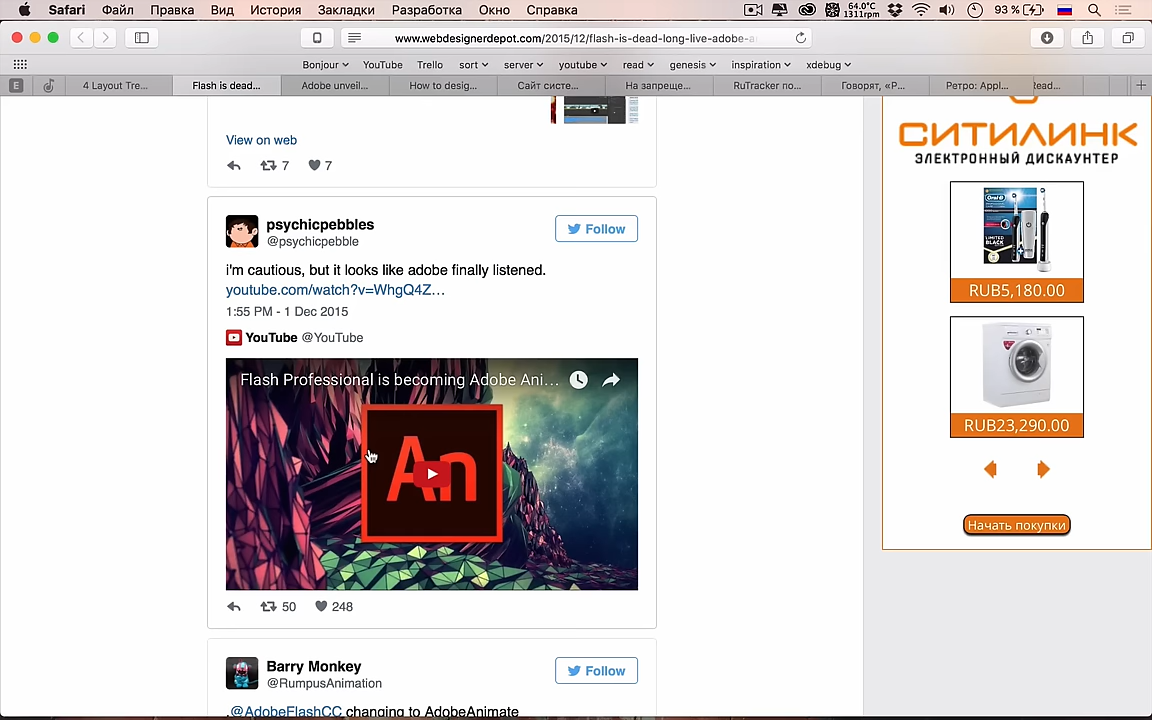 Safari Файл Правка Вид История Закладки Разработка Окно Справка 64.0°C 1311rpm 93 %
www.webdesignerdepot.com/2015/12/flash-is-dead-long-live-adobe-a
Bonjour YouTube Trello sort server youtube read genesis inspiration xdebug
E 4 Layout Tre... Flash is dead... Adobe unveil... How to desig... Сайт систе... На запреще... RuTracker по... Говорят, «Р... Ретро: Appl... Read...
View on web
7 7
psychicpebbles
@psychicpebble
Follow
i'm cautious, but it looks like adobe finally listened.
youtube.com/watch?v=WhgQ4Z…
1:55 PM - 1 Dec 2015
YouTube @YouTube
Flash Professional is becoming Adobe Ani...
An
50 248
Barry Monkey
@RumpusAnimation
Follow
.@AdobeFlashCC changing to AdobeAnimate
СИТИЛИНК
ЭЛЕКТРОННЫЙ ДИСКАУНТЕР
Oral-B
LIMITED
BLACK
RUB5,180.00
RUB23,290.00
Начать покупки